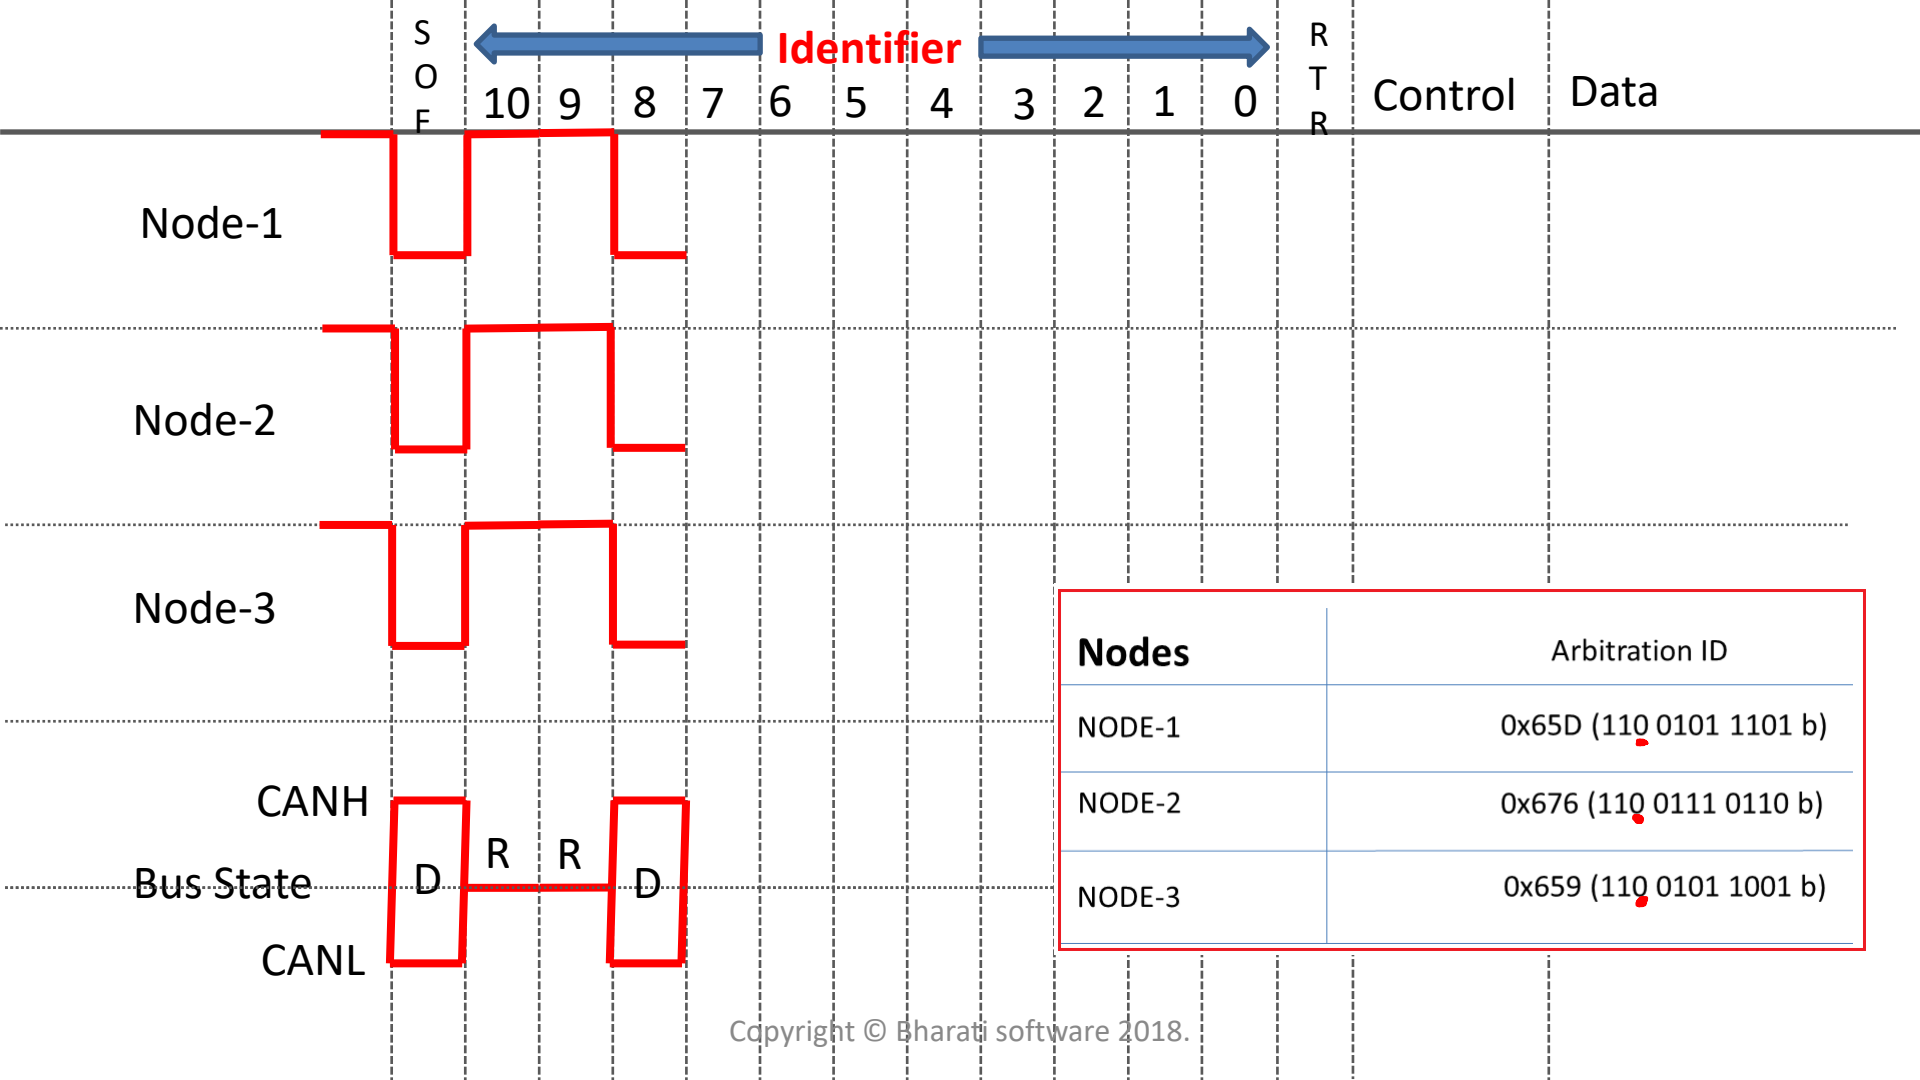 S
O
F
Identifier
R
T
R
10 9 8 7 6 5 4 3 2 1 0
Control
Data
Node-1
Node-2
Node-3
Nodes Arbitration ID
NODE-1 0x65D (110 0101 1101 b)
NODE-2 0x676 (110 0111 0110 b)
NODE-3 0x659 (110 0101 1001 b)
CANH
Bus State
D R R D
CANL
Copyright © Bharati software 2018.